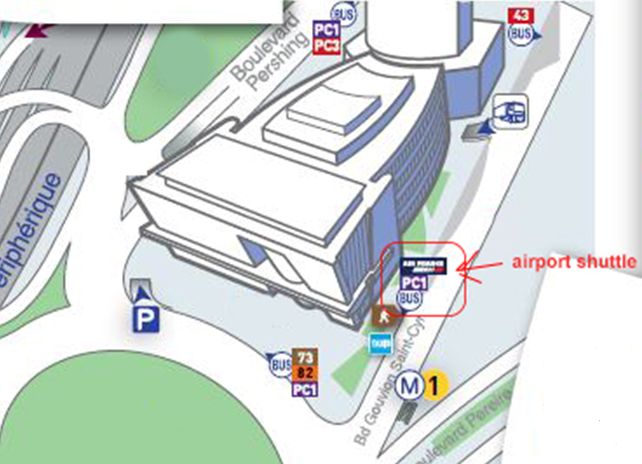 BUS
PC1
PC3
43
BUS
Boulevard
Pershing
ériphérique
airport shuttle
AIR FRANCE
PC1
BUS
P
BUS
73
82
PC1
Bd Gouvion Saint-Cyr
M 1
oulevard Pereire